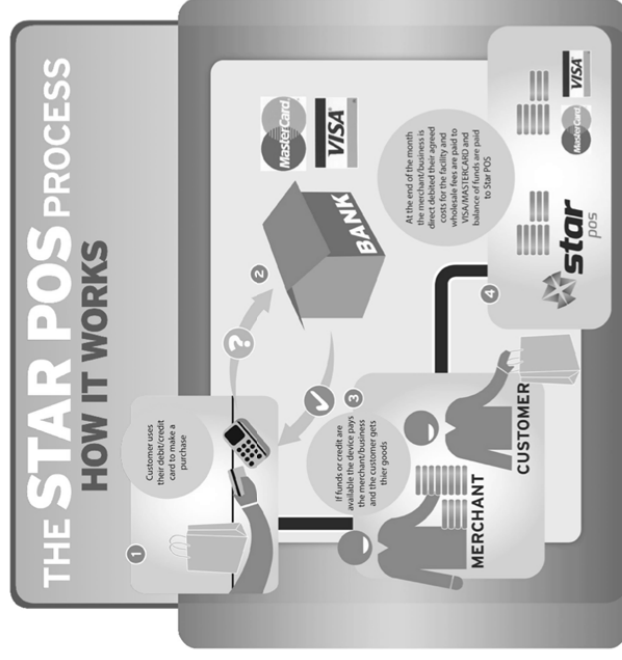 THE STAR POS PROCESS
HOW IT WORKS
1
Customer uses
their debit/credit
card to make a
purchase
?
2
BANK
MasterCard
VISA
3
If funds or credit are
available the device pays
the merchant/business
and the customer gets
thier goods
MERCHANT
CUSTOMER
4
At the end of the month
the merchant/business is
direct debited their agreed
costs for the facility and
wholesale fees are paid to
VISA/MASTERCARD and
balance of funds are paid
to Star POS
star
pos
MasterCard
VISA